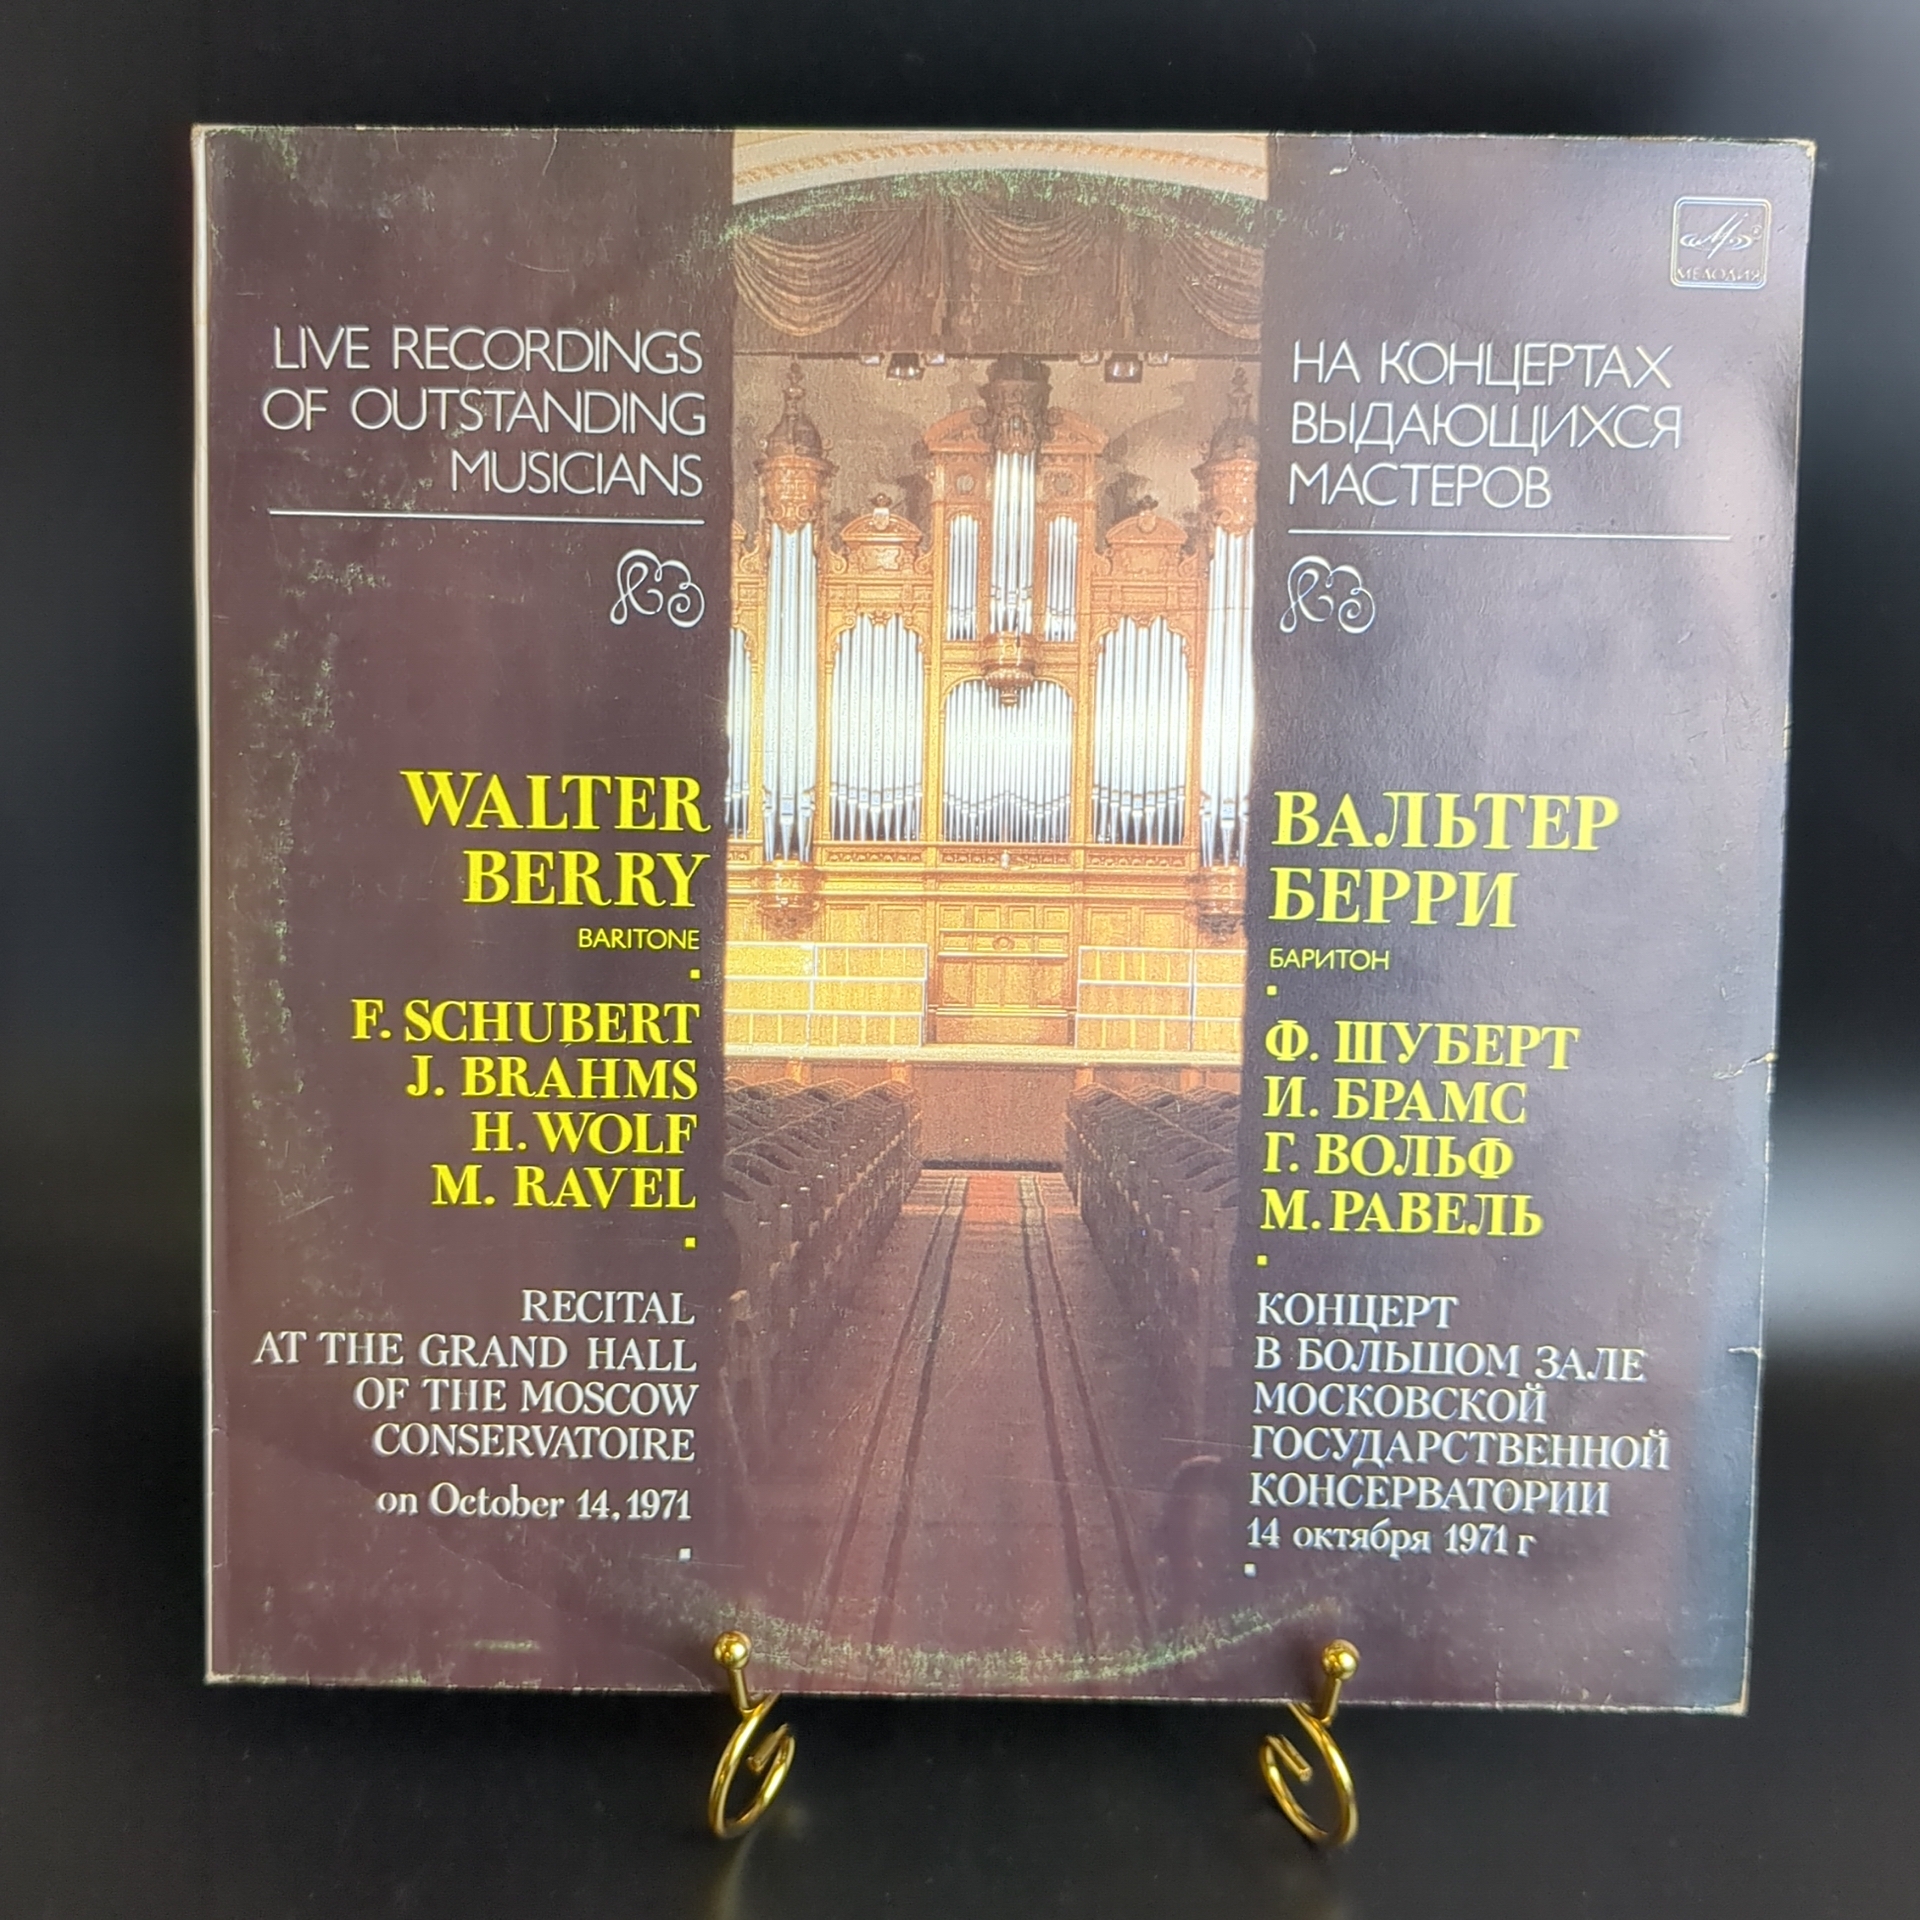 LIVE RECORDINGS
OF OUTSTANDING
MUSICIANS
WALTER
BERRY
BARITONE
F. SCHUBERT
J. BRAHMS
H. WOLF
M. RAVEL
RECITAL
AT THE GRAND HALL
OF THE MOSCOW
CONSERVATOIRE
on October 14, 1971
МЕЛОДИЯ
НА КОНЦЕРТАХ
ВЫДАЮЩИХСЯ
МАСТЕРОВ
ВАЛЬТЕР
БЕРРИ
БАРИТОН
Ф. ШУБЕРТ
И. БРАМС
Г. ВОЛЬФ
М. РАВЕЛЬ
КОНЦЕРТ
В БОЛЬШОМ ЗАЛЕ
МОСКОВСКОЙ
ГОСУДАРСТВЕННОЙ
КОНСЕРВАТОРИИ
14 октября 1971 г